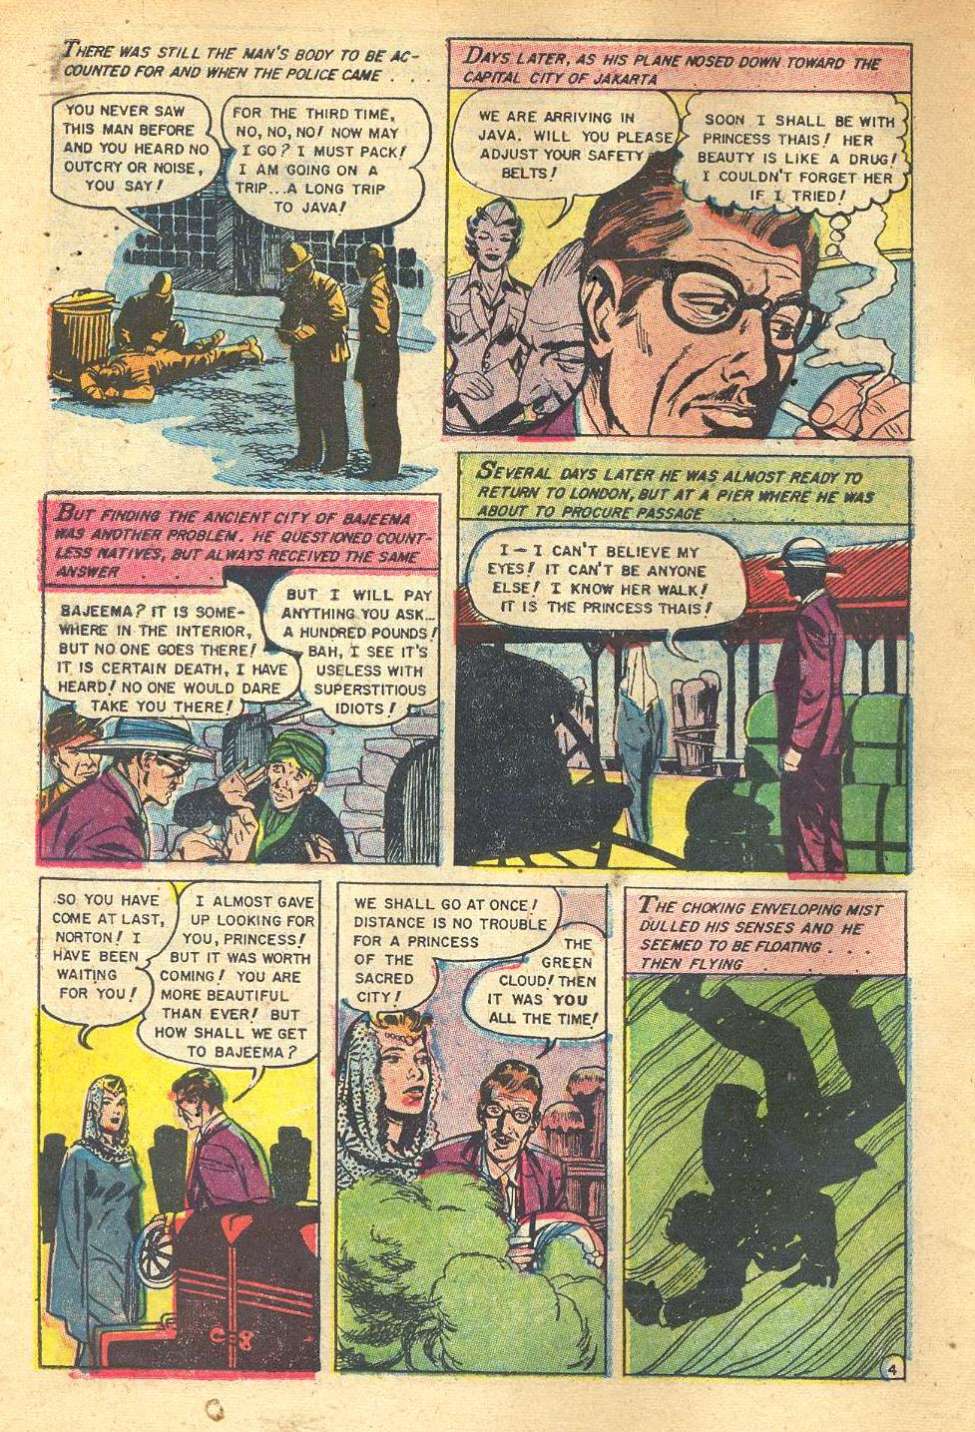 THERE WAS STILL THE MAN'S BODY TO BE AC-
COUNTED FOR AND WHEN THE POLICE CAME . . .
YOU NEVER SAW
THIS MAN BEFORE
AND YOU HEARD NO
OUTCRY OR NOISE,
YOU SAY!
FOR THE THIRD TIME,
NO, NO, NO! NOW MAY
I GO? I MUST PACK!
I AM GOING ON A
TRIP...A LONG TRIP
TO JAVA!
DAYS LATER, AS HIS PLANE NOSED DOWN TOWARD THE
CAPITAL CITY OF JAKARTA
WE ARE ARRIVING IN
JAVA. WILL YOU PLEASE
ADJUST YOUR SAFETY
BELTS!
SOON I SHALL BE WITH
PRINCESS THAIS! HER
BEAUTY IS LIKE A DRUG!
I COULDN'T FORGET HER
IF I TRIED!
BUT FINDING THE ANCIENT CITY OF BAJEEMA
WAS ANOTHER PROBLEM. HE QUESTIONED COUNT-
LESS NATIVES, BUT ALWAYS RECEIVED THE SAME
ANSWER . . . .
BAJEEMA? IT IS SOME-
WHERE IN THE INTERIOR,
BUT NO ONE GOES THERE!
IT IS CERTAIN DEATH, I HAVE
HEARD! NO ONE WOULD DARE
TAKE YOU THERE!
BUT I WILL PAY
ANYTHING YOU ASK...
A HUNDRED POUNDS!
BAH, I SEE IT'S
USELESS WITH
SUPERSTITIOUS
IDIOTS!
SEVERAL DAYS LATER HE WAS ALMOST READY TO
RETURN TO LONDON, BUT AT A PIER WHERE HE WAS
ABOUT TO PROCURE PASSAGE . . . .
I - I CAN'T BELIEVE MY
EYES! IT CAN'T BE ANYONE
ELSE! I KNOW HER WALK!
IT IS THE PRINCESS THAIS!
SO YOU HAVE
COME AT LAST,
NORTON! I
HAVE BEEN
WAITING
FOR YOU!
I ALMOST GAVE
UP LOOKING FOR
YOU, PRINCESS!
BUT IT WAS WORTH
COMING! YOU ARE
MORE BEAUTIFUL
THAN EVER! BUT
HOW SHALL WE GET
TO BAJEEMA?
WE SHALL GO AT ONCE!
DISTANCE IS NO TROUBLE
FOR A PRINCESS
OF THE
SACRED
CITY!
THE
GREEN
CLOUD! THEN
IT WAS YOU
ALL THE TIME!
THE CHOKING ENVELOPING MIST
DULLED HIS SENSES AND HE
SEEMED TO BE FLOATING . . .
THEN FLYING . . . .
4